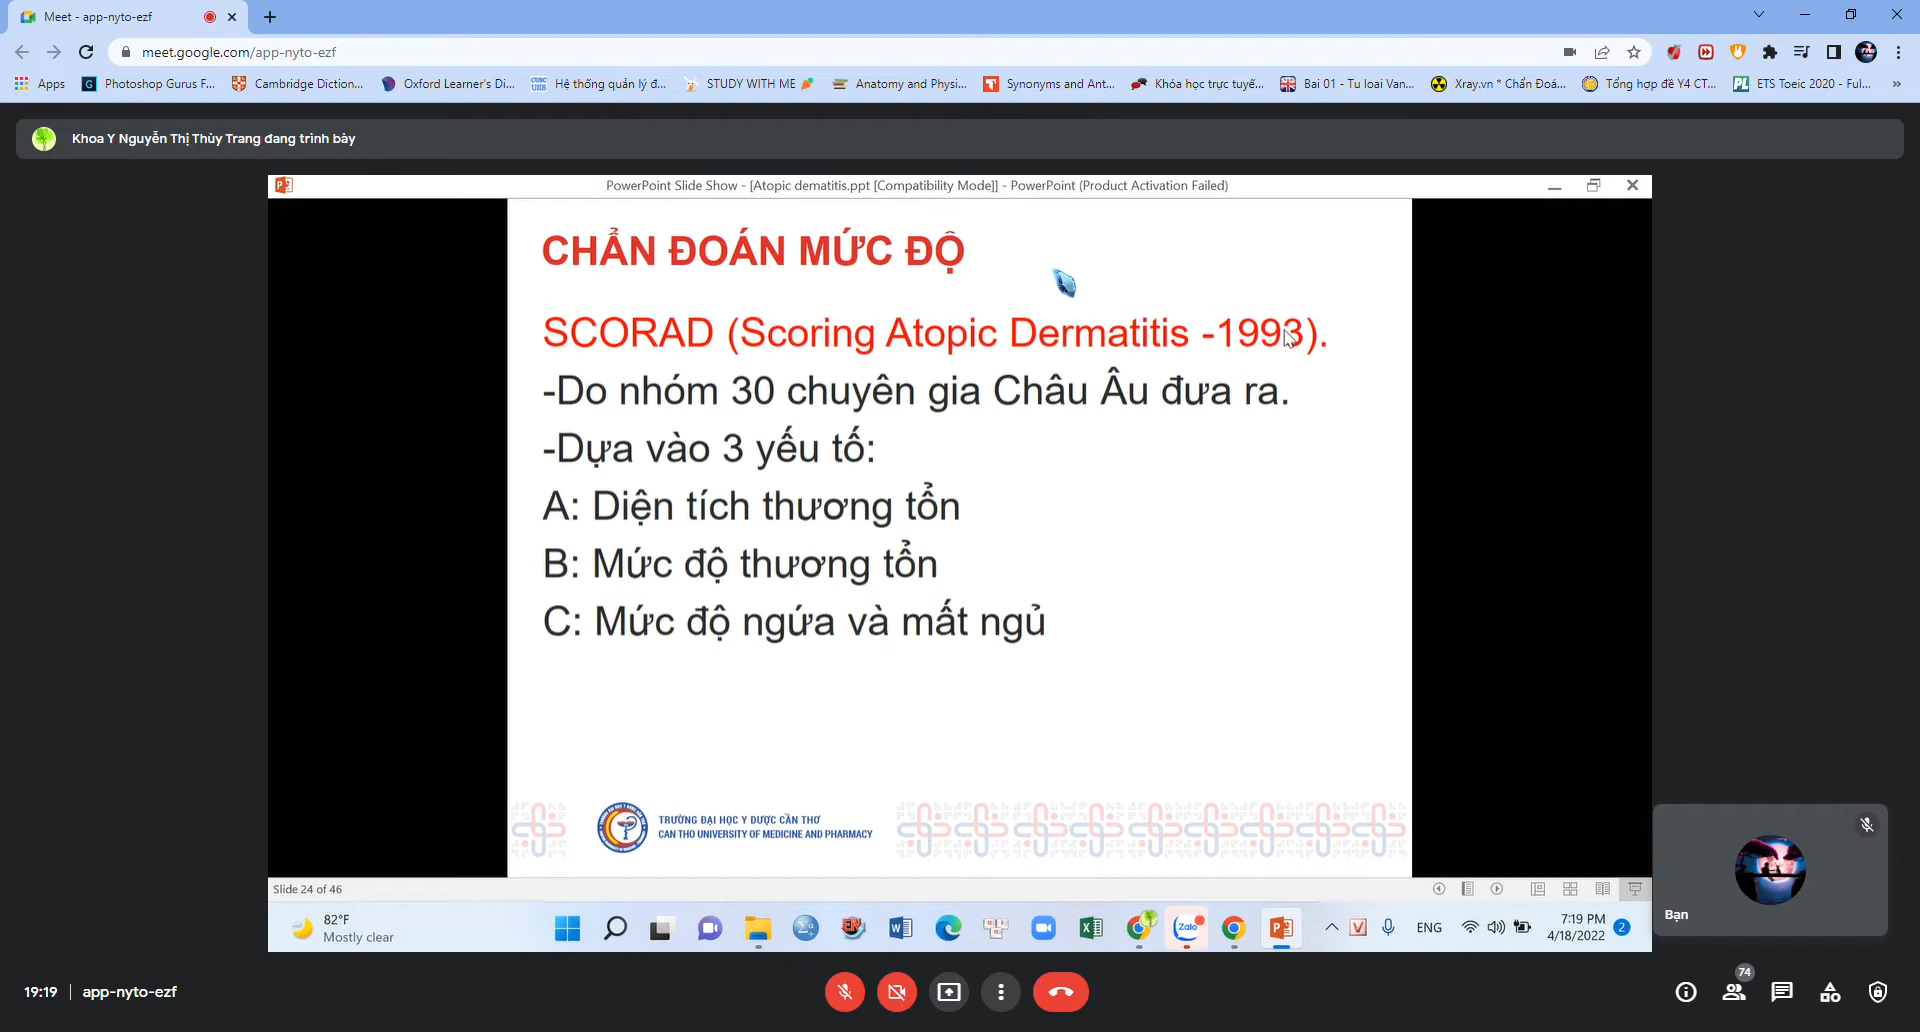 Meet - app-nyto-ezf
meet.google.com/app-nyto-ezf
Apps
Photoshop Gurus F...
Cambridge Diction...
Oxford Learner's Di...
Hệ thống quản lý đ...
STUDY WITH ME
Anatomy and Physi...
Synonyms and Ant...
Khóa học trực tuyế...
Bai 01 - Tu loai Van...
Xray.vn * Chẩn Đoá...
Tổng hợp đề Y4 CT...
ETS Toeic 2020 - Ful...
Khoa Y Nguyễn Thị Thùy Trang đang trình bày
PowerPoint Slide Show - [Atopic dematitis.ppt [Compatibility Mode]] - PowerPoint (Product Activation Failed)
CHẨN ĐOÁN MỨC ĐỘ
SCORAD (Scoring Atopic Dermatitis -1993).
-Do nhóm 30 chuyên gia Châu Âu đưa ra.
-Dựa vào 3 yếu tố:
A: Diện tích thương tổn
B: Mức độ thương tổn
C: Mức độ ngứa và mất ngủ
TRƯỜNG ĐẠI HỌC Y DƯỢC CẦN THƠ
CAN THO UNIVERSITY OF MEDICINE AND PHARMACY
Slide 24 of 46
82°F
Mostly clear
Zalo
ENG
7:19 PM
4/18/2022
2
Bạn
19:19 | app-nyto-ezf
74